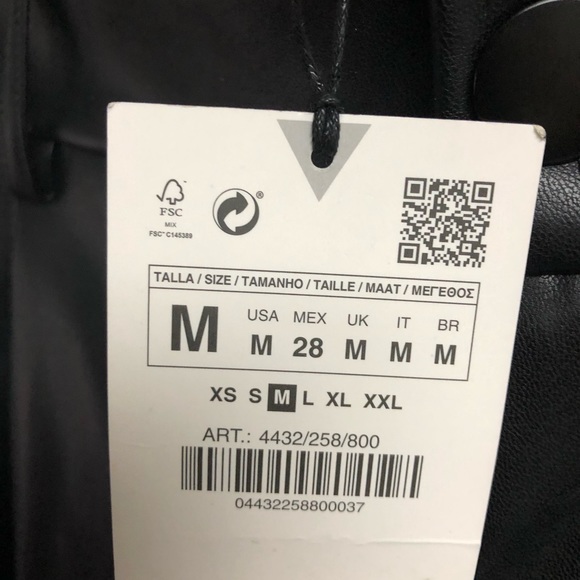 FSC
MIX
FSC™ C145389
®
TALLA / SIZE / TAMANHO / TAILLE / MAAT / ΜΕΓΕΘΟΣ
M
USA MEX UK IT BR
M 28 M M M
XS S M L XL XXL
ART.: 4432/258/800
04432258800037